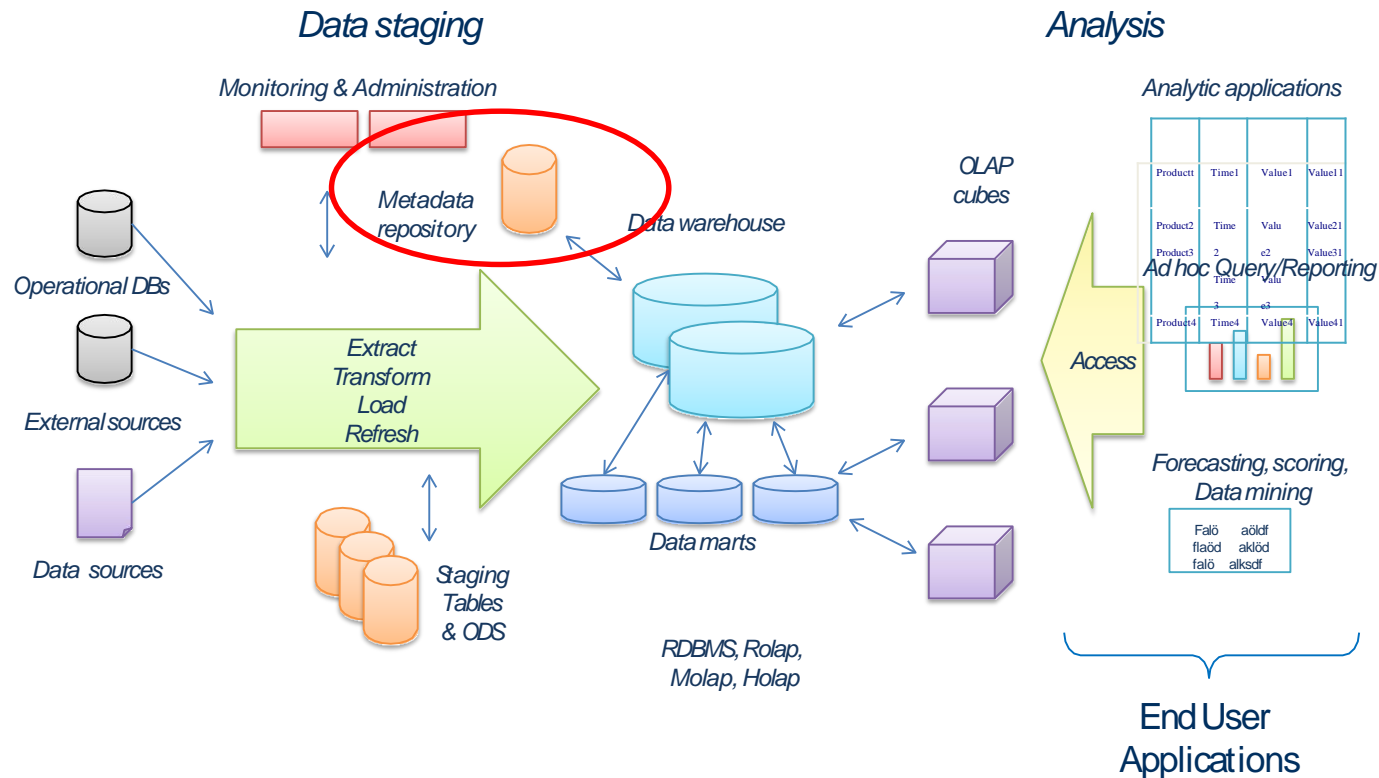 Data staging
Analysis
Monitoring & Administration
Analytic applications
Metadata
repository
OLAP
cubes
Data warehouse
Productt Time1 Value1 Value11
Product2 Time Valu Value21
Product3 2 e2 Value31
Time Valu
3 e3
Product4 Time4 Value4 Value41
Ad hoc Query/Reporting
Operational DBs
Extract
Transform
Load
Refresh
Access
External sources
Forecasting, scoring,
Data mining
Falö aöldf
flaöd aklöd
falö alksdf
Data marts
Data sources
Staging
Tables
& ODS
RDBMS, Rolap,
Molap, Holap
End User
Applications